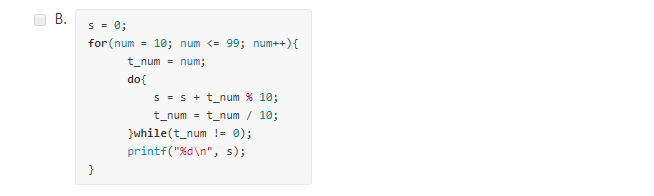 B.
s = 0;
for(num = 10; num <= 99; num++){
t_num = num;
do{
s = s + t_num % 10;
t_num = t_num / 10;
}while(t_num != 0);
printf("%d\n", s);
}